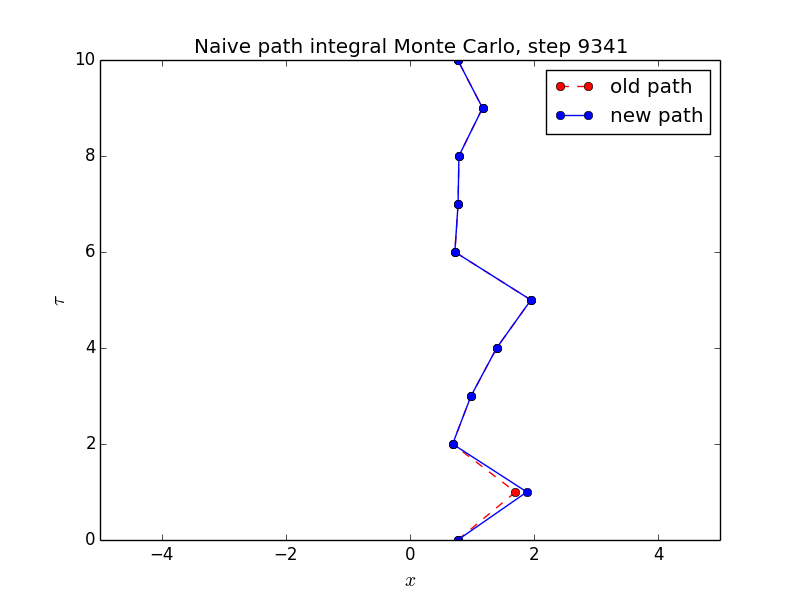 Naive path integral Monte Carlo, step 9341
old path
new path
10
8
6
4
2
0
τ
−4
−2
0
2
4
x